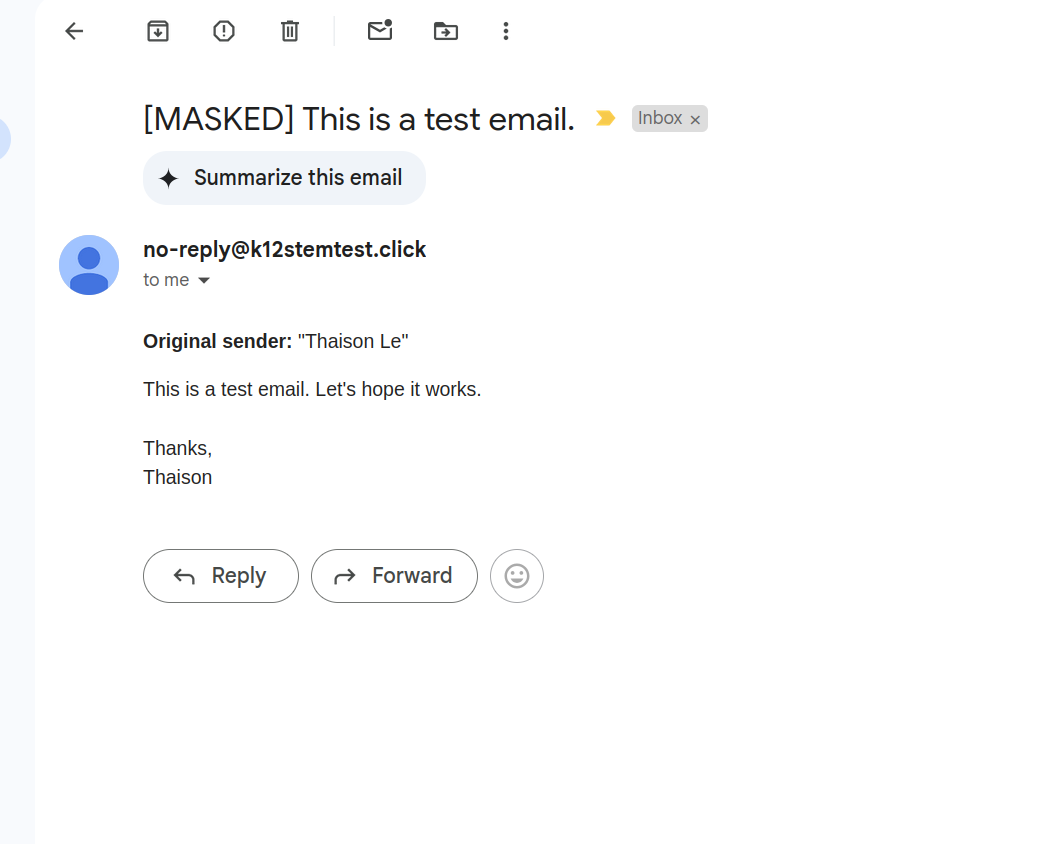 [MASKED] This is a test email.
Inbox ×
Summarize this email
no-reply@k12stemtest.click
to me
Original sender: "Thaison Le"
This is a test email. Let's hope it works.
Thanks,
Thaison
Reply
Forward